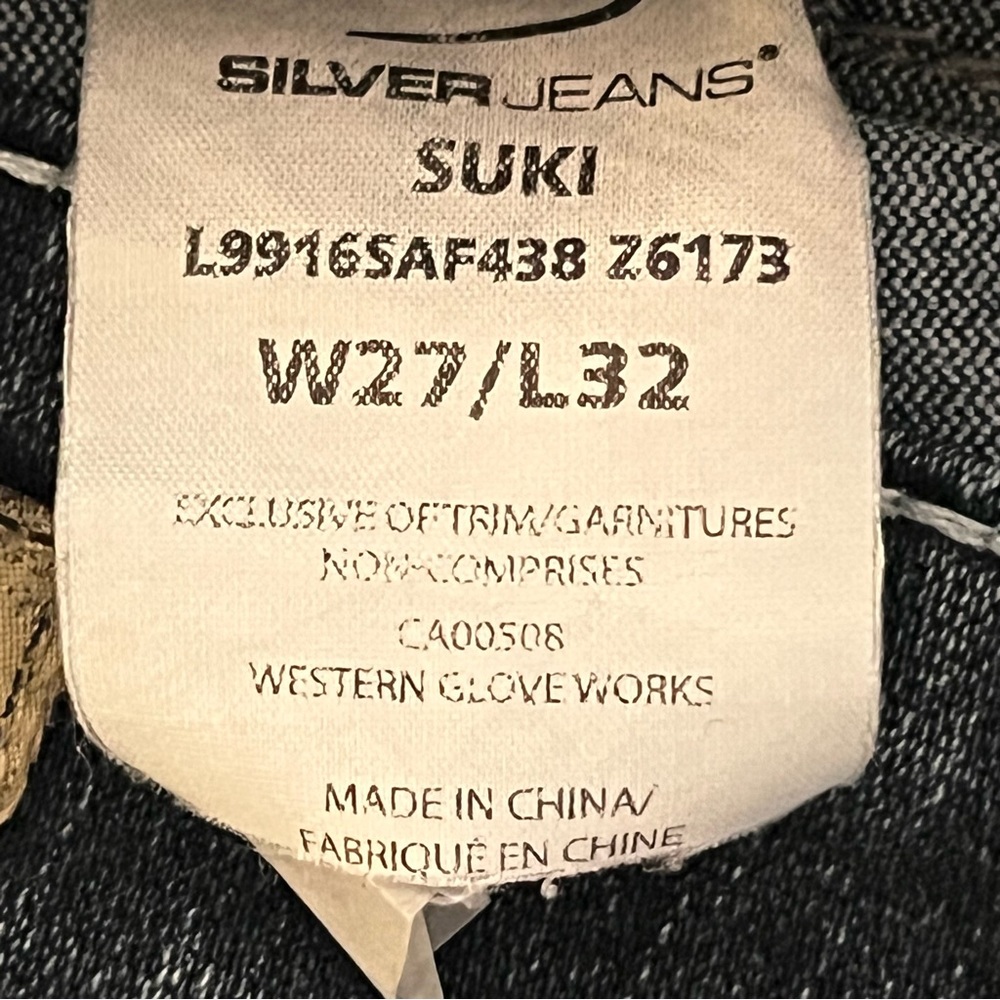 SILVER JEANS
SUKI
L99165AF438 Z6173
W27/L32
EXCLUSIVE OF TRIM/GARNITURES
NON-COMPRISES
CA00508
WESTERN GLOVE WORKS
MADE IN CHINA/
FABRIQUÉ EN CHINE